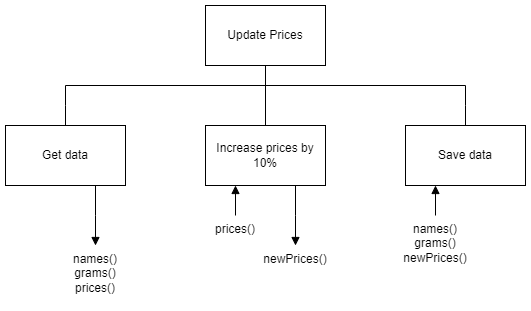 Update Prices
Get data
Increase prices by
10%
Save data
names()
grams()
prices()
prices()
newPrices()
names()
grams()
newPrices()